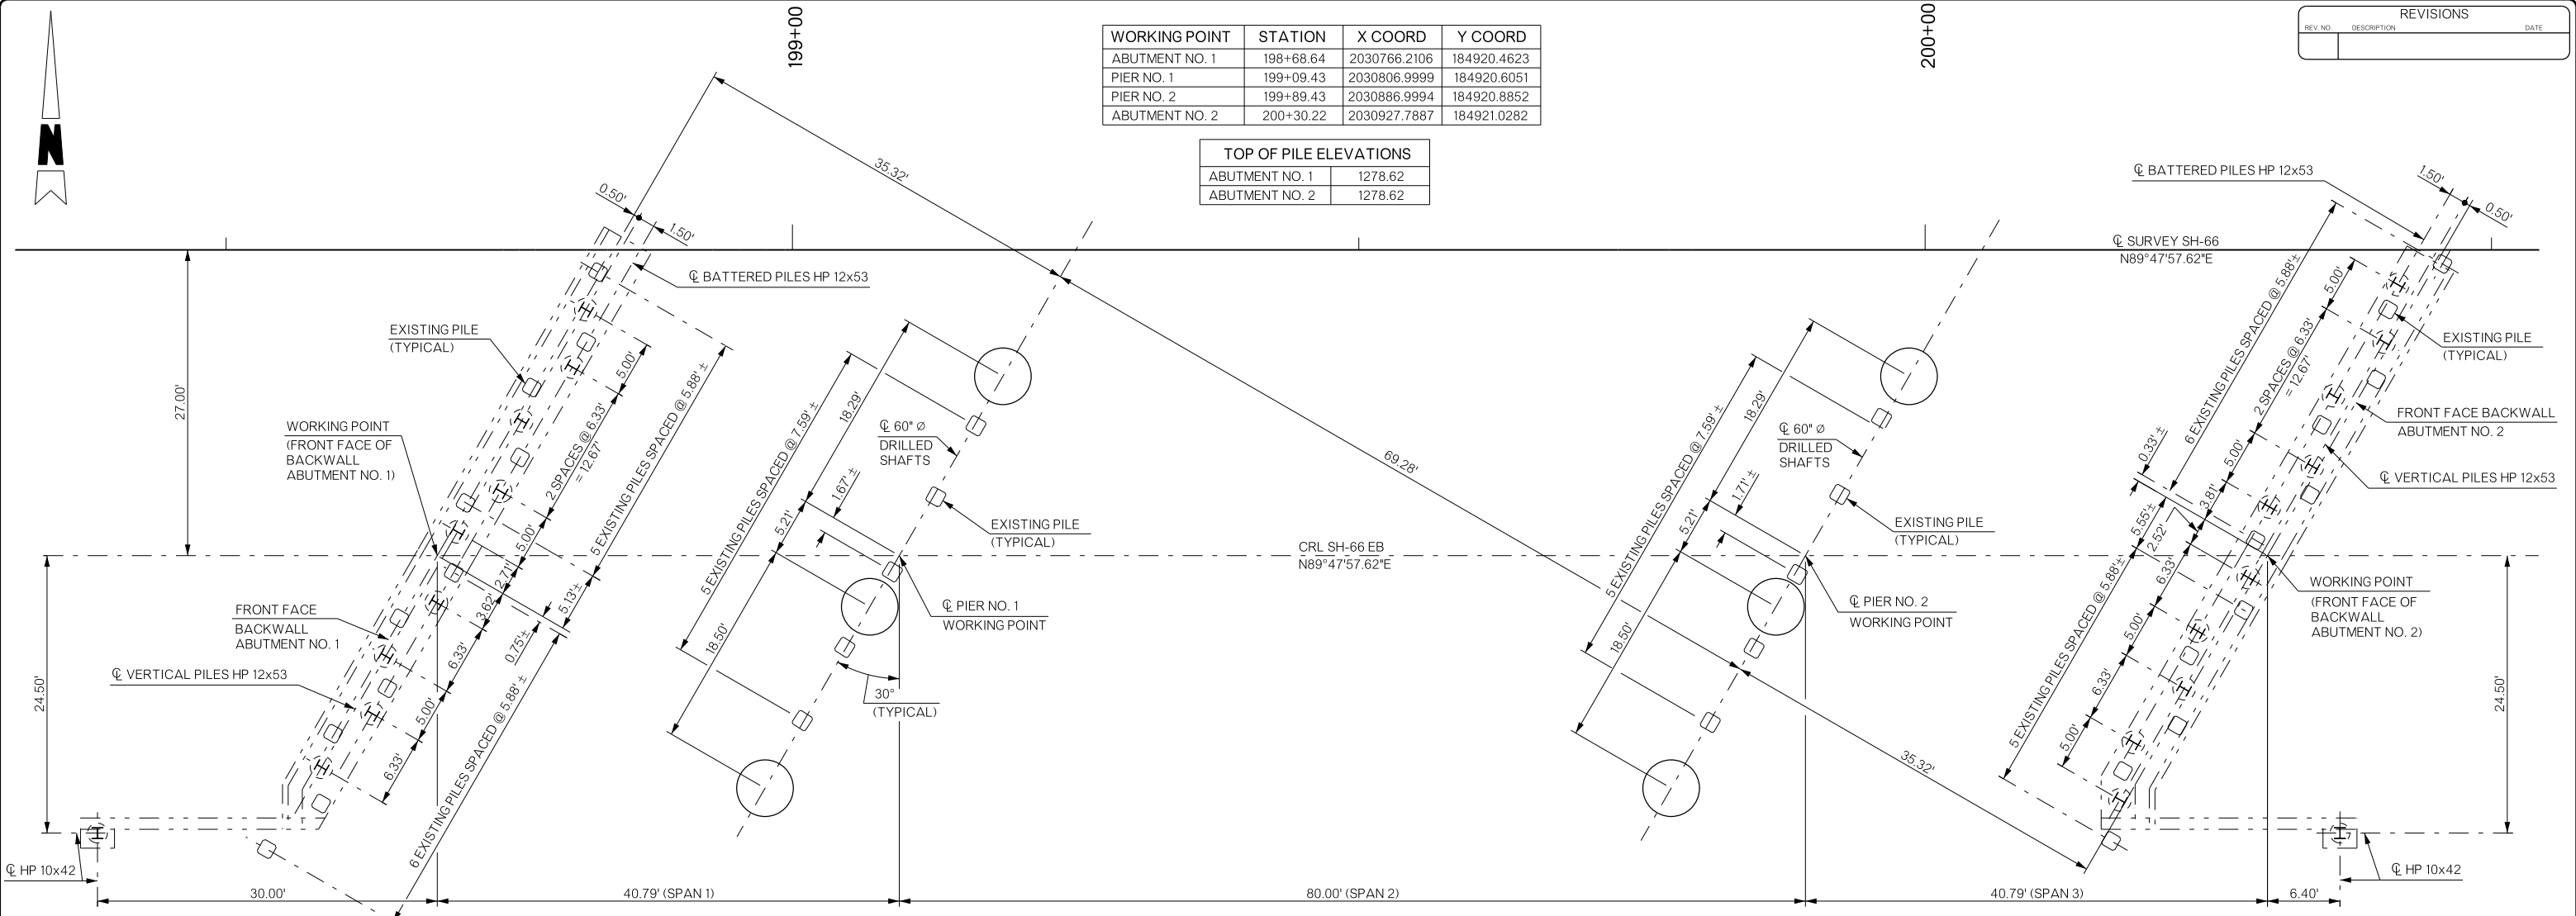 199+00
200+00
REVISIONS
REV. NO. DESCRIPTION DATE
N
WORKING POINT STATION X COORD Y COORD
ABUTMENT NO. 1 198+68.64 2030766.2106 184920.4623
PIER NO. 1 199+09.43 2030806.9999 184920.6051
PIER NO. 2 199+89.43 2030886.9994 184920.8852
ABUTMENT NO. 2 200+30.22 2030927.7887 184921.0282
TOP OF PILE ELEVATIONS
ABUTMENT NO. 1 1278.62
ABUTMENT NO. 2 1278.62
35.32'
0.50'
1.50'
℄ BATTERED PILES HP 12x53
℄ BATTERED PILES HP 12x53
1.50'
0.50'
℄ SURVEY SH-66
N89°47'57.62"E
27.00'
EXISTING PILE
(TYPICAL)
WORKING POINT
(FRONT FACE OF
BACKWALL
ABUTMENT NO. 1)
5.00'
2 SPACES @ 6.33'
= 12.67'
5 EXISTING PILES SPACED @ 5.88' ±
5.00'
2.71'
3.62'
5.13'±
0.75'±
6.33'
5.00'
6.33'
6 EXISTING PILES SPACED @ 5.88' ±
FRONT FACE
BACKWALL
ABUTMENT NO. 1
℄ VERTICAL PILES HP 12x53
24.50'
℄ HP 10x42
5 EXISTING PILES SPACED @ 7.59' ±
18.29'
1.67'±
5.21'
18.50'
℄ 60" Ø
DRILLED
SHAFTS
EXISTING PILE
(TYPICAL)
℄ PIER NO. 1
WORKING POINT
30°
(TYPICAL)
69.28'
CRL SH-66 EB
N89°47'57.62"E
5 EXISTING PILES SPACED @ 7.59' ±
18.29'
1.71'±
5.21'
18.50'
℄ 60" Ø
DRILLED
SHAFTS
EXISTING PILE
(TYPICAL)
℄ PIER NO. 2
WORKING POINT
35.32'
6 EXISTING PILES SPACED @ 5.88'±
5.00'
2 SPACES @ 6.33'
= 12.67'
5.00'
3.81'
0.33'±
5.55'±
2.52'
6.33'
5.00'
6.33'
5.00'
5 EXISTING PILES SPACED @ 5.88'±
EXISTING PILE
(TYPICAL)
FRONT FACE BACKWALL
ABUTMENT NO. 2
℄ VERTICAL PILES HP 12x53
WORKING POINT
(FRONT FACE OF
BACKWALL
ABUTMENT NO. 2)
24.50'
℄ HP 10x42
30.00'
40.79' (SPAN 1)
80.00' (SPAN 2)
40.79' (SPAN 3)
6.40'